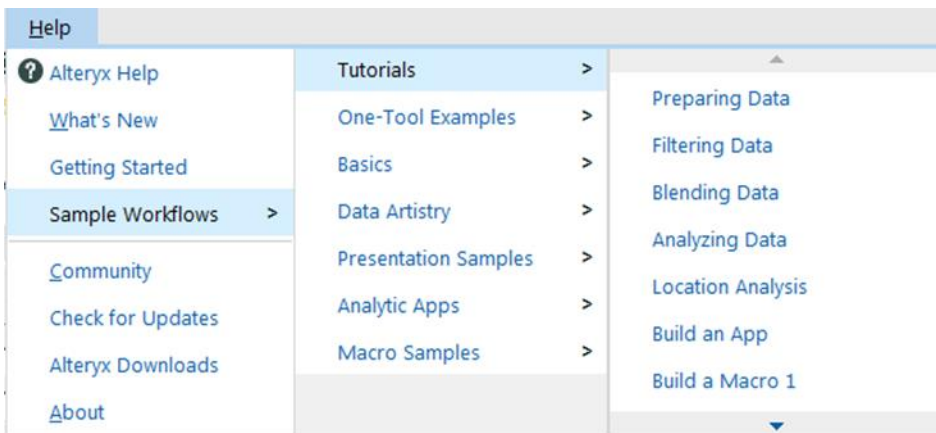 Help
Alteryx Help
What's New
Getting Started
Sample Workflows >
Community
Check for Updates
Alteryx Downloads
About
Tutorials >
One-Tool Examples >
Basics >
Data Artistry >
Presentation Samples >
Analytic Apps >
Macro Samples >
Preparing Data
Filtering Data
Blending Data
Analyzing Data
Location Analysis
Build an App
Build a Macro 1